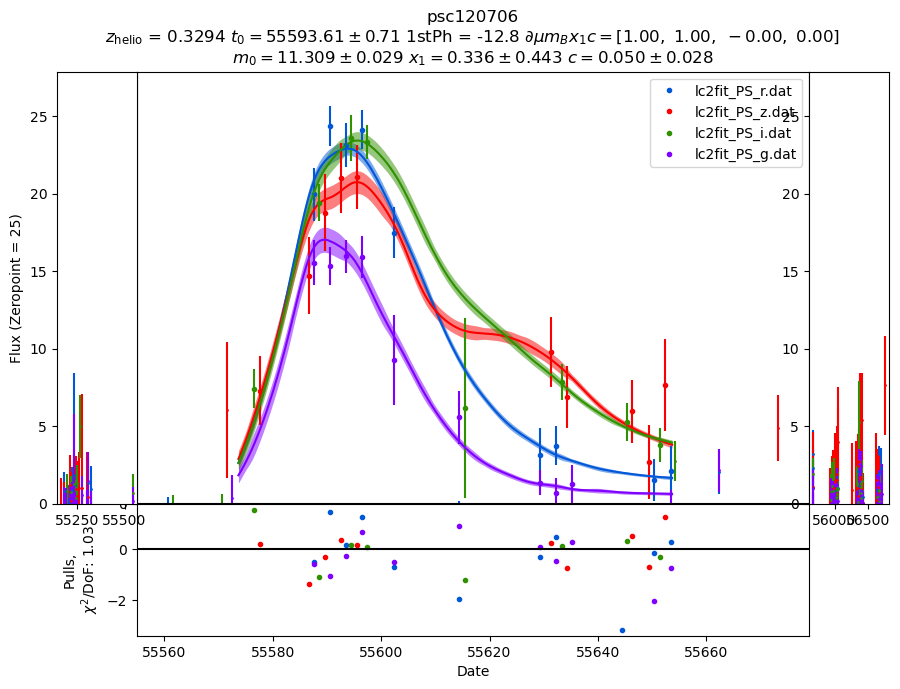 psc120706
z_helio = 0.3294 t_0 = 55593.61 ± 0.71 1stPh = -12.8 ∂μm_Bx_1c = [1.00, 1.00, −0.00, 0.00]
m_0 = 11.309 ± 0.029 x_1 = 0.336 ± 0.443 c = 0.050 ± 0.028
lc2fit_PS_r.dat
lc2fit_PS_z.dat
lc2fit_PS_i.dat
lc2fit_PS_g.dat
Flux (Zeropoint = 25)
25
20
15
10
5
0
25
20
15
10
5
0
55250
55500
56000
56500
Pulls,
χ²/DoF: 1.03
0
−2
55560
55580
55600
55620
55640
55660
Date